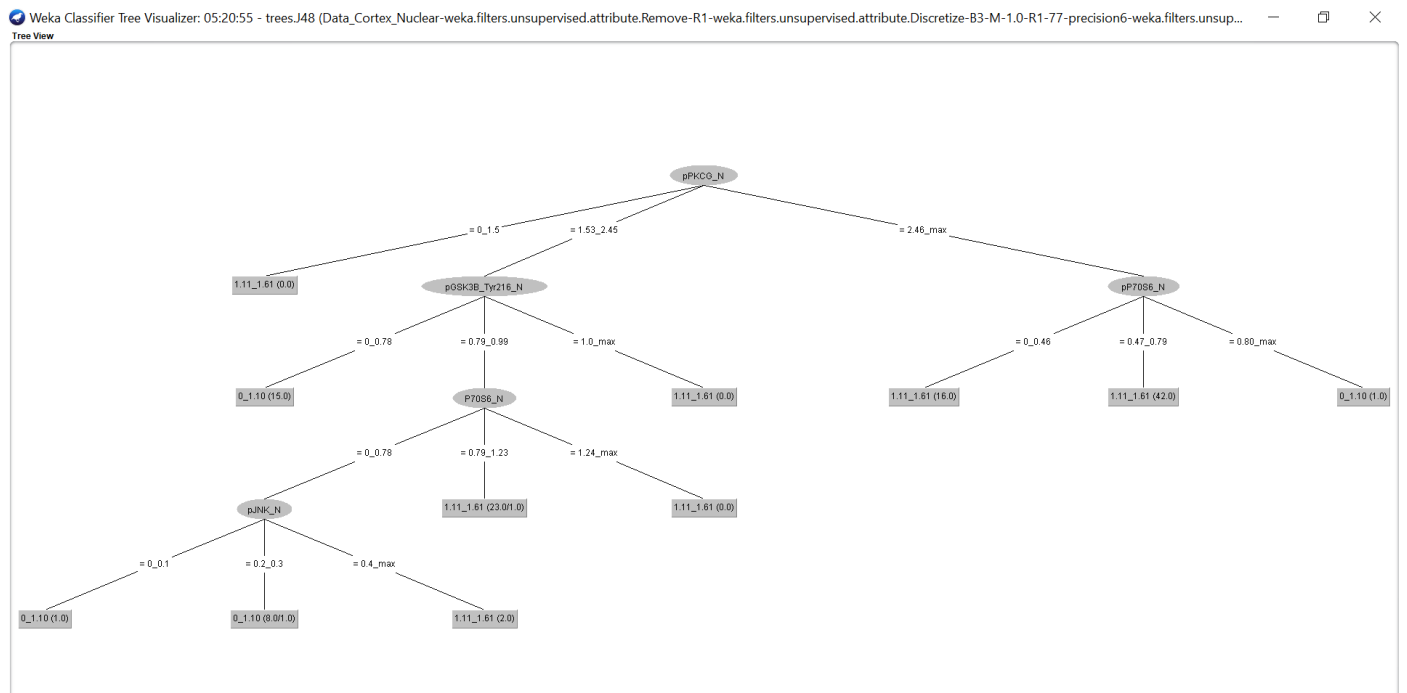 Weka Classifier Tree Visualizer: 05:20:55 - trees.J48 (Data_Cortex_Nuclear-weka.filters.unsupervised.attribute.Remove-R1-weka.filters.unsupervised.attribute.Discretize-B3-M-1.0-R1-77-precision6-weka.filters.unsup...
Tree View
pPKCG_N
= 0_1.5 = 1.53_2.45 = 2.46_max
1.11_1.61 (0.0) pGSK3B_Tyr216_N pP70S6_N
= 0_0.78 = 0.79_0.99 = 1.0_max = 0_0.46 = 0.47_0.79 = 0.80_max
0_1.10 (15.0) P70S6_N 1.11_1.61 (0.0) 1.11_1.61 (16.0) 1.11_1.61 (42.0) 0_1.10 (1.0)
= 0_0.78 = 0.79_1.23 = 1.24_max
pJNK_N 1.11_1.61 (23.0/1.0) 1.11_1.61 (0.0)
= 0_0.1 = 0.2_0.3 = 0.4_max
0_1.10 (1.0) 0_1.10 (8.0/1.0) 1.11_1.61 (2.0)